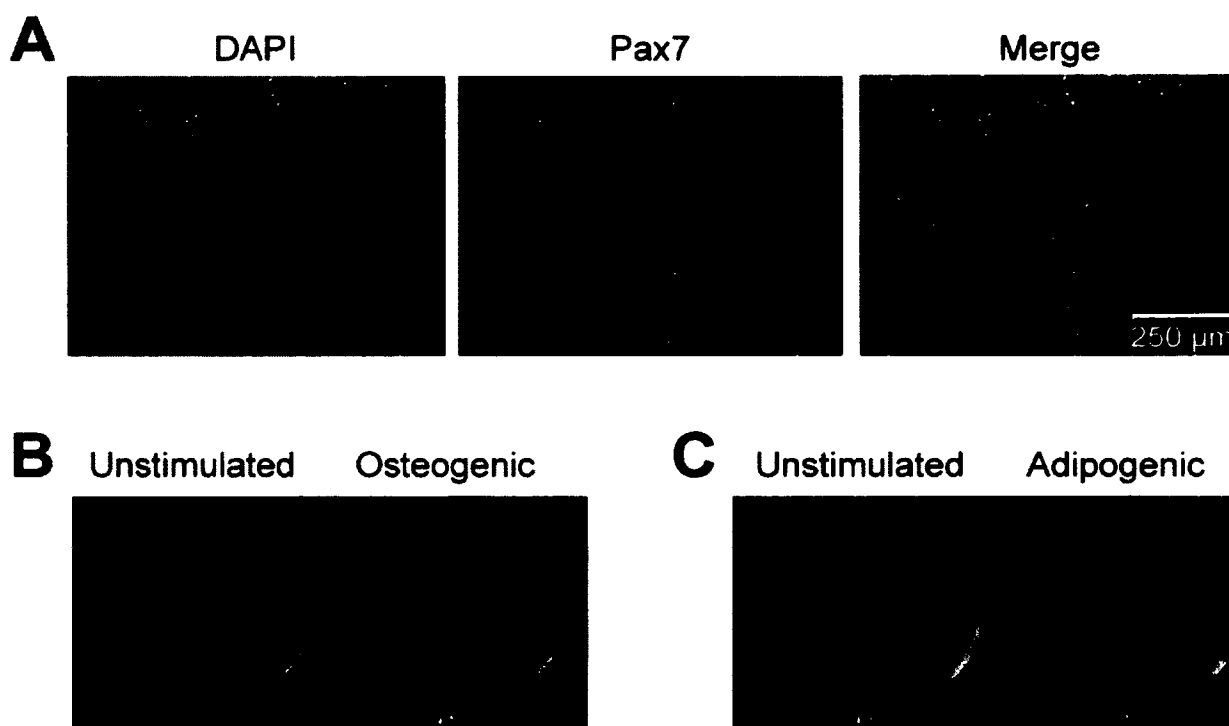 A
DAPI Pax7 Merge
250 µm
B C
Unstimulated Osteogenic Unstimulated Adipogenic